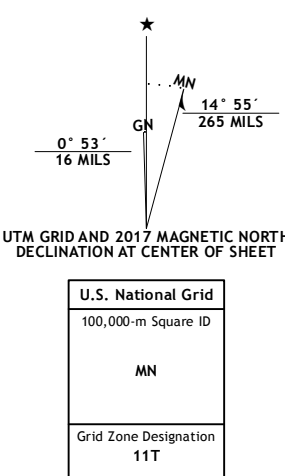 ★
MN
GN
14° 55´
265 MILS
0° 53´
16 MILS
UTM GRID AND 2017 MAGNETIC NORTH
DECLINATION AT CENTER OF SHEET
U.S. National Grid
100,000-m Square ID
MN
Grid Zone Designation
11T